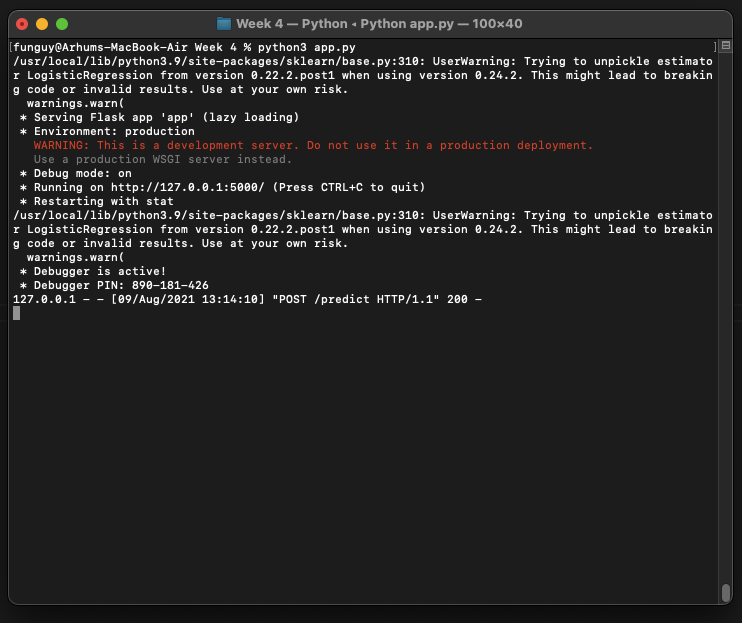 Week 4 — Python ◂ Python app.py — 100×40
[funguy@Arhums-MacBook-Air Week 4 % python3 app.py ]
/usr/local/lib/python3.9/site-packages/sklearn/base.py:310: UserWarning: Trying to unpickle estimato
r LogisticRegression from version 0.22.2.post1 when using version 0.24.2. This might lead to breakin
g code or invalid results. Use at your own risk.
  warnings.warn(
 * Serving Flask app 'app' (lazy loading)
 * Environment: production
   WARNING: This is a development server. Do not use it in a production deployment.
   Use a production WSGI server instead.
 * Debug mode: on
 * Running on http://127.0.0.1:5000/ (Press CTRL+C to quit)
 * Restarting with stat
/usr/local/lib/python3.9/site-packages/sklearn/base.py:310: UserWarning: Trying to unpickle estimato
r LogisticRegression from version 0.22.2.post1 when using version 0.24.2. This might lead to breakin
g code or invalid results. Use at your own risk.
  warnings.warn(
 * Debugger is active!
 * Debugger PIN: 890-181-426
127.0.0.1 - - [09/Aug/2021 13:14:10] "POST /predict HTTP/1.1" 200 -